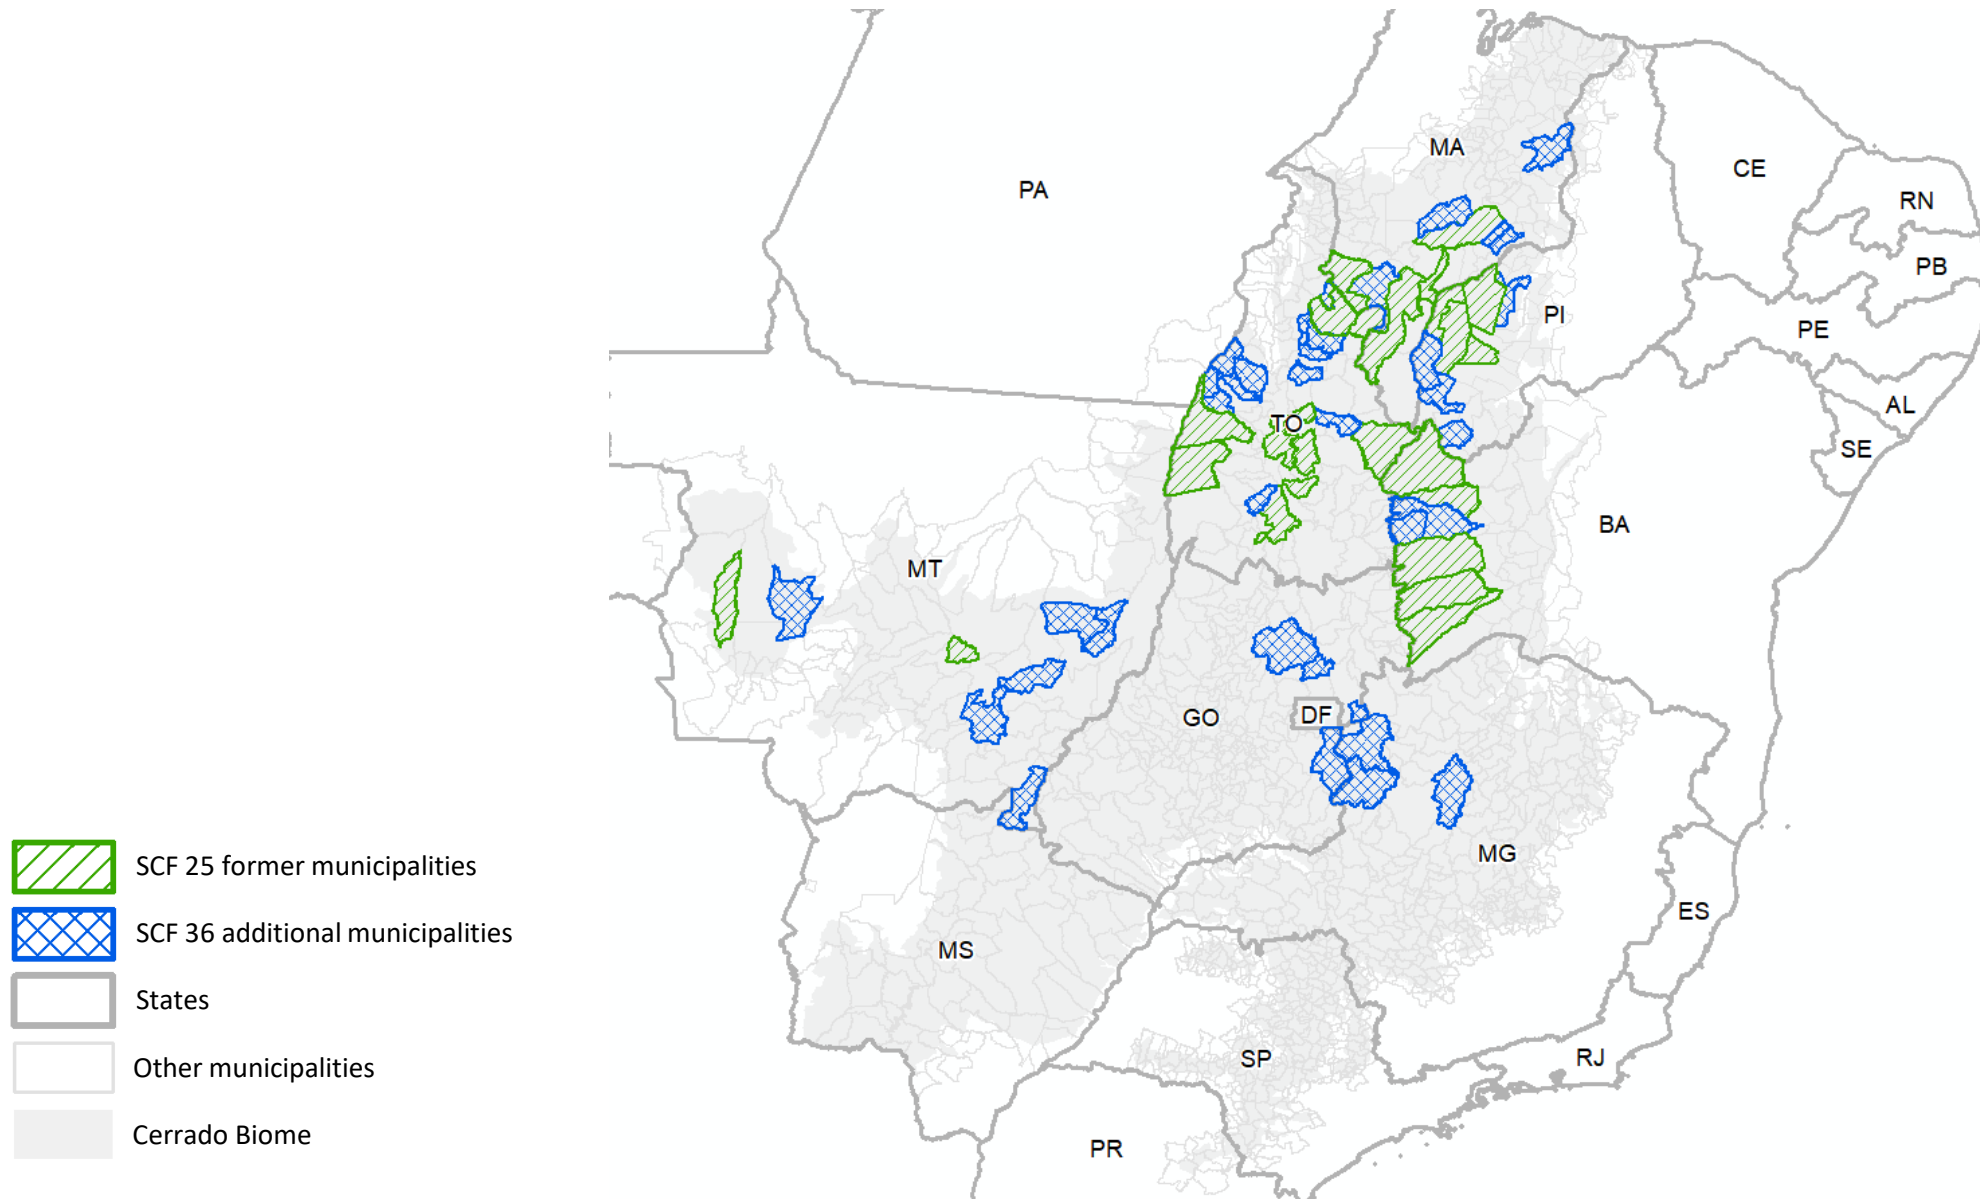 MA
CE
PA
RN
PB
PI
PE
AL
TO
SE
BA
MT
GO
DF
MG
SCF 25 former municipalities
ES
SCF 36 additional municipalities
MS
States
SP
RJ
Other municipalities
Cerrado Biome
PR